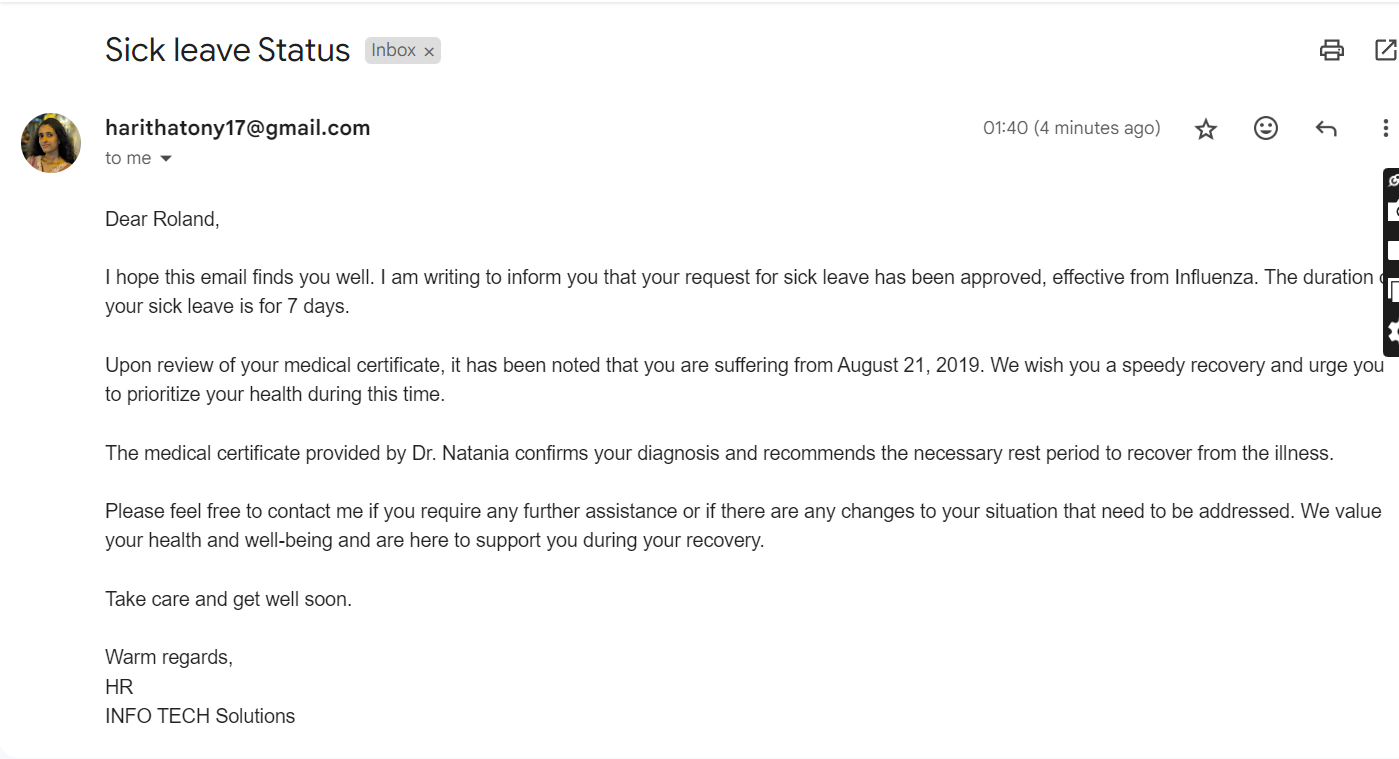 Sick leave Status Inbox ×
harithatony17@gmail.com 01:40 (4 minutes ago)
to me
Dear Roland,
I hope this email finds you well. I am writing to inform you that your request for sick leave has been approved, effective from Influenza. The duration
your sick leave is for 7 days.
Upon review of your medical certificate, it has been noted that you are suffering from August 21, 2019. We wish you a speedy recovery and urge you
to prioritize your health during this time.
The medical certificate provided by Dr. Natania confirms your diagnosis and recommends the necessary rest period to recover from the illness.
Please feel free to contact me if you require any further assistance or if there are any changes to your situation that need to be addressed. We value
your health and well-being and are here to support you during your recovery.
Take care and get well soon.
Warm regards,
HR
INFO TECH Solutions